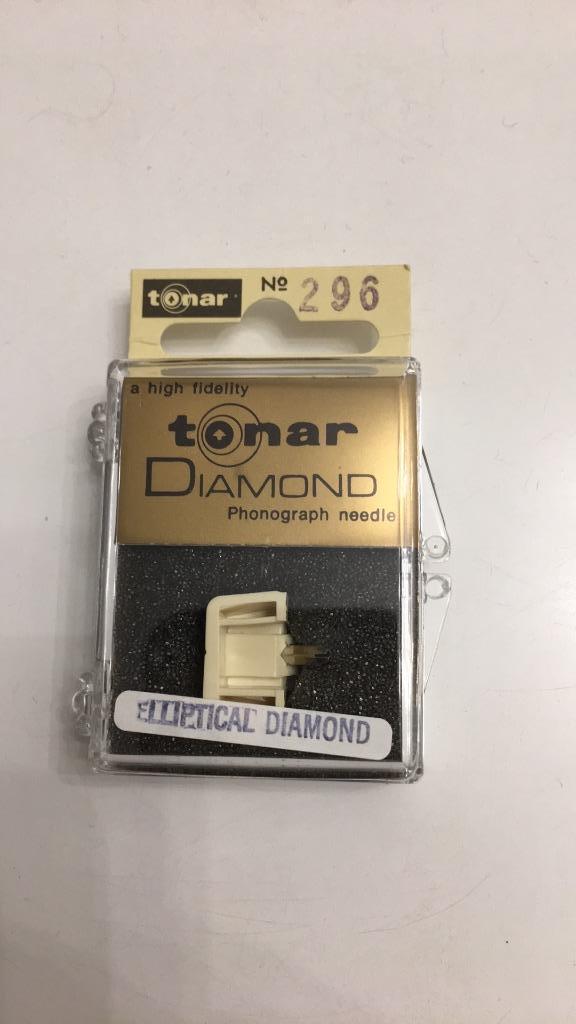 tonar Nº 296
a high fidelity
tonar
DIAMOND
Phonograph needle
ELLIPTICAL DIAMOND